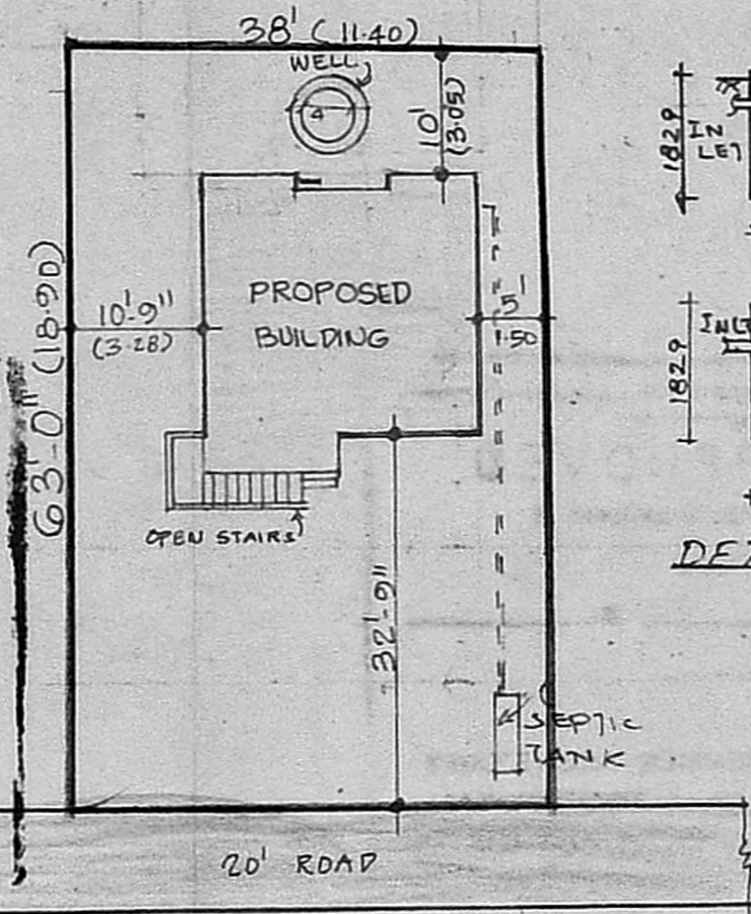 38' (11.40)
WELL
4
10'
(3.05)
1829
IN
LET
63'-0" (18.90)
10'-9"
(3.28)
PROPOSED
BUILDING
5'
1.50
1829
OPEN STAIRS
32'-9"
SEPTIC
TANK
20' ROAD